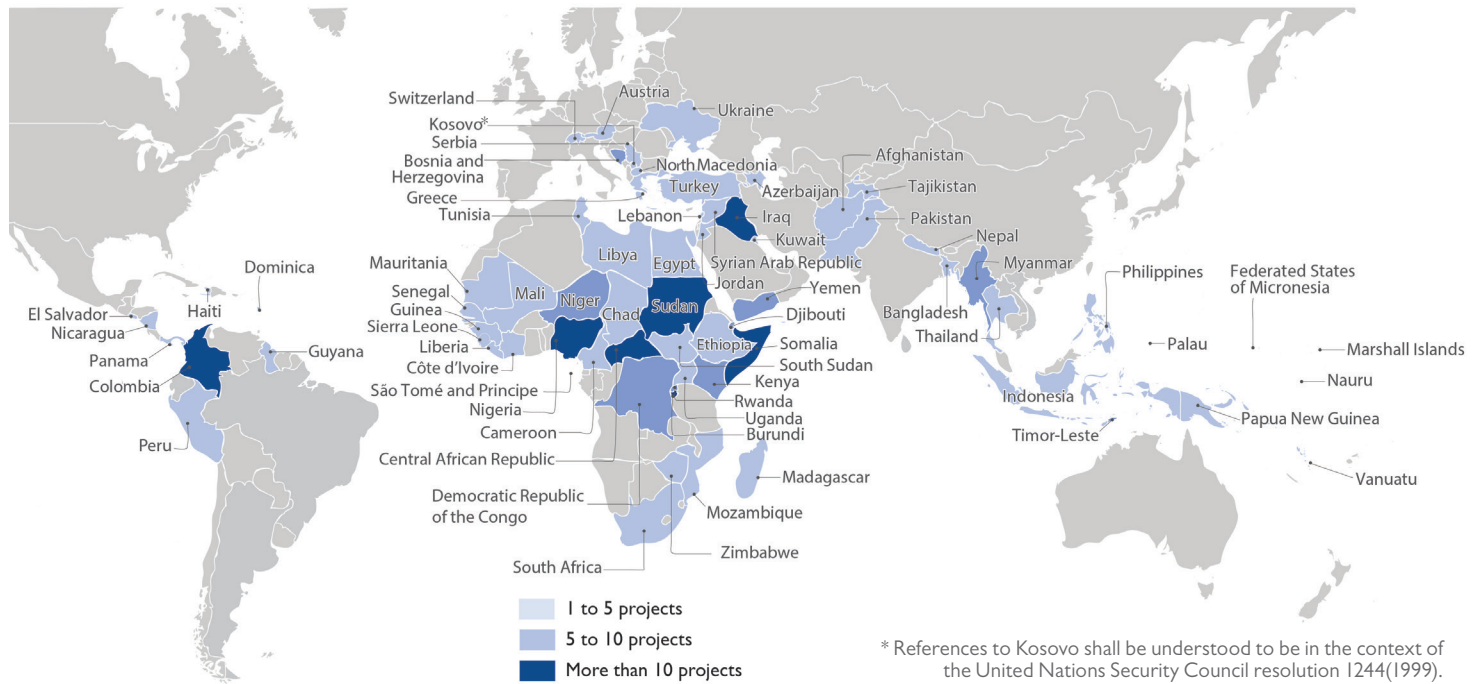 Switzerland
Austria
Ukraine
Kosovo*
Serbia
Bosnia and
Herzegovina
North Macedonia
Afghanistan
Greece
Turkey
Azerbaijan
Tajikistan
Tunisia
Lebanon
Iraq
Pakistan
Kuwait
Nepal
Libya
Egypt
Syrian Arab Republic
Myanmar
Mauritania
Dominica
Jordan
Yemen
Philippines
Federated States
of Micronesia
Senegal
Mali
Niger
Sudan
Haiti
El Salvador
Guinea
Chad
Djibouti
Bangladesh
Nicaragua
Sierra Leone
Thailand
Ethiopia
Somalia
Palau
Marshall Islands
Panama
Guyana
Liberia
Côte d'Ivoire
South Sudan
Colombia
São Tomé and Principe
Kenya
Nauru
Nigeria
Rwanda
Indonesia
Uganda
Papua New Guinea
Cameroon
Burundi
Timor-Leste
Peru
Central African Republic
Madagascar
Vanuatu
Democratic Republic
of the Congo
Mozambique
Zimbabwe
South Africa
1 to 5 projects
5 to 10 projects
More than 10 projects
* References to Kosovo shall be understood to be in the context of
the United Nations Security Council resolution 1244(1999).